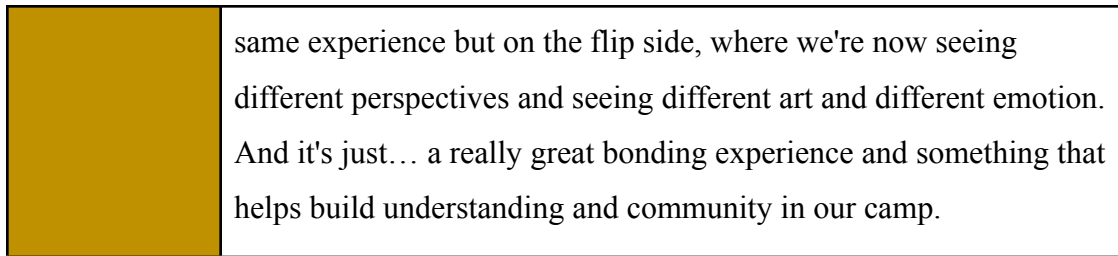 same experience but on the flip side, where we're now seeing
different perspectives and seeing different art and different emotion.
And it's just… a really great bonding experience and something that
helps build understanding and community in our camp.